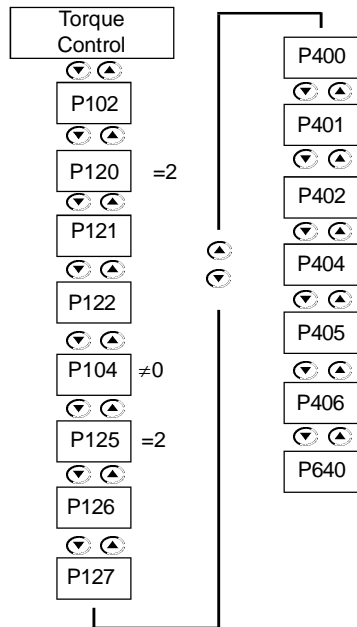 Torque
Control
P102
P120 =2
P121
P122
P104 ≠0
P125 =2
P126
P127
P400
P401
P402
P404
P405
P406
P640